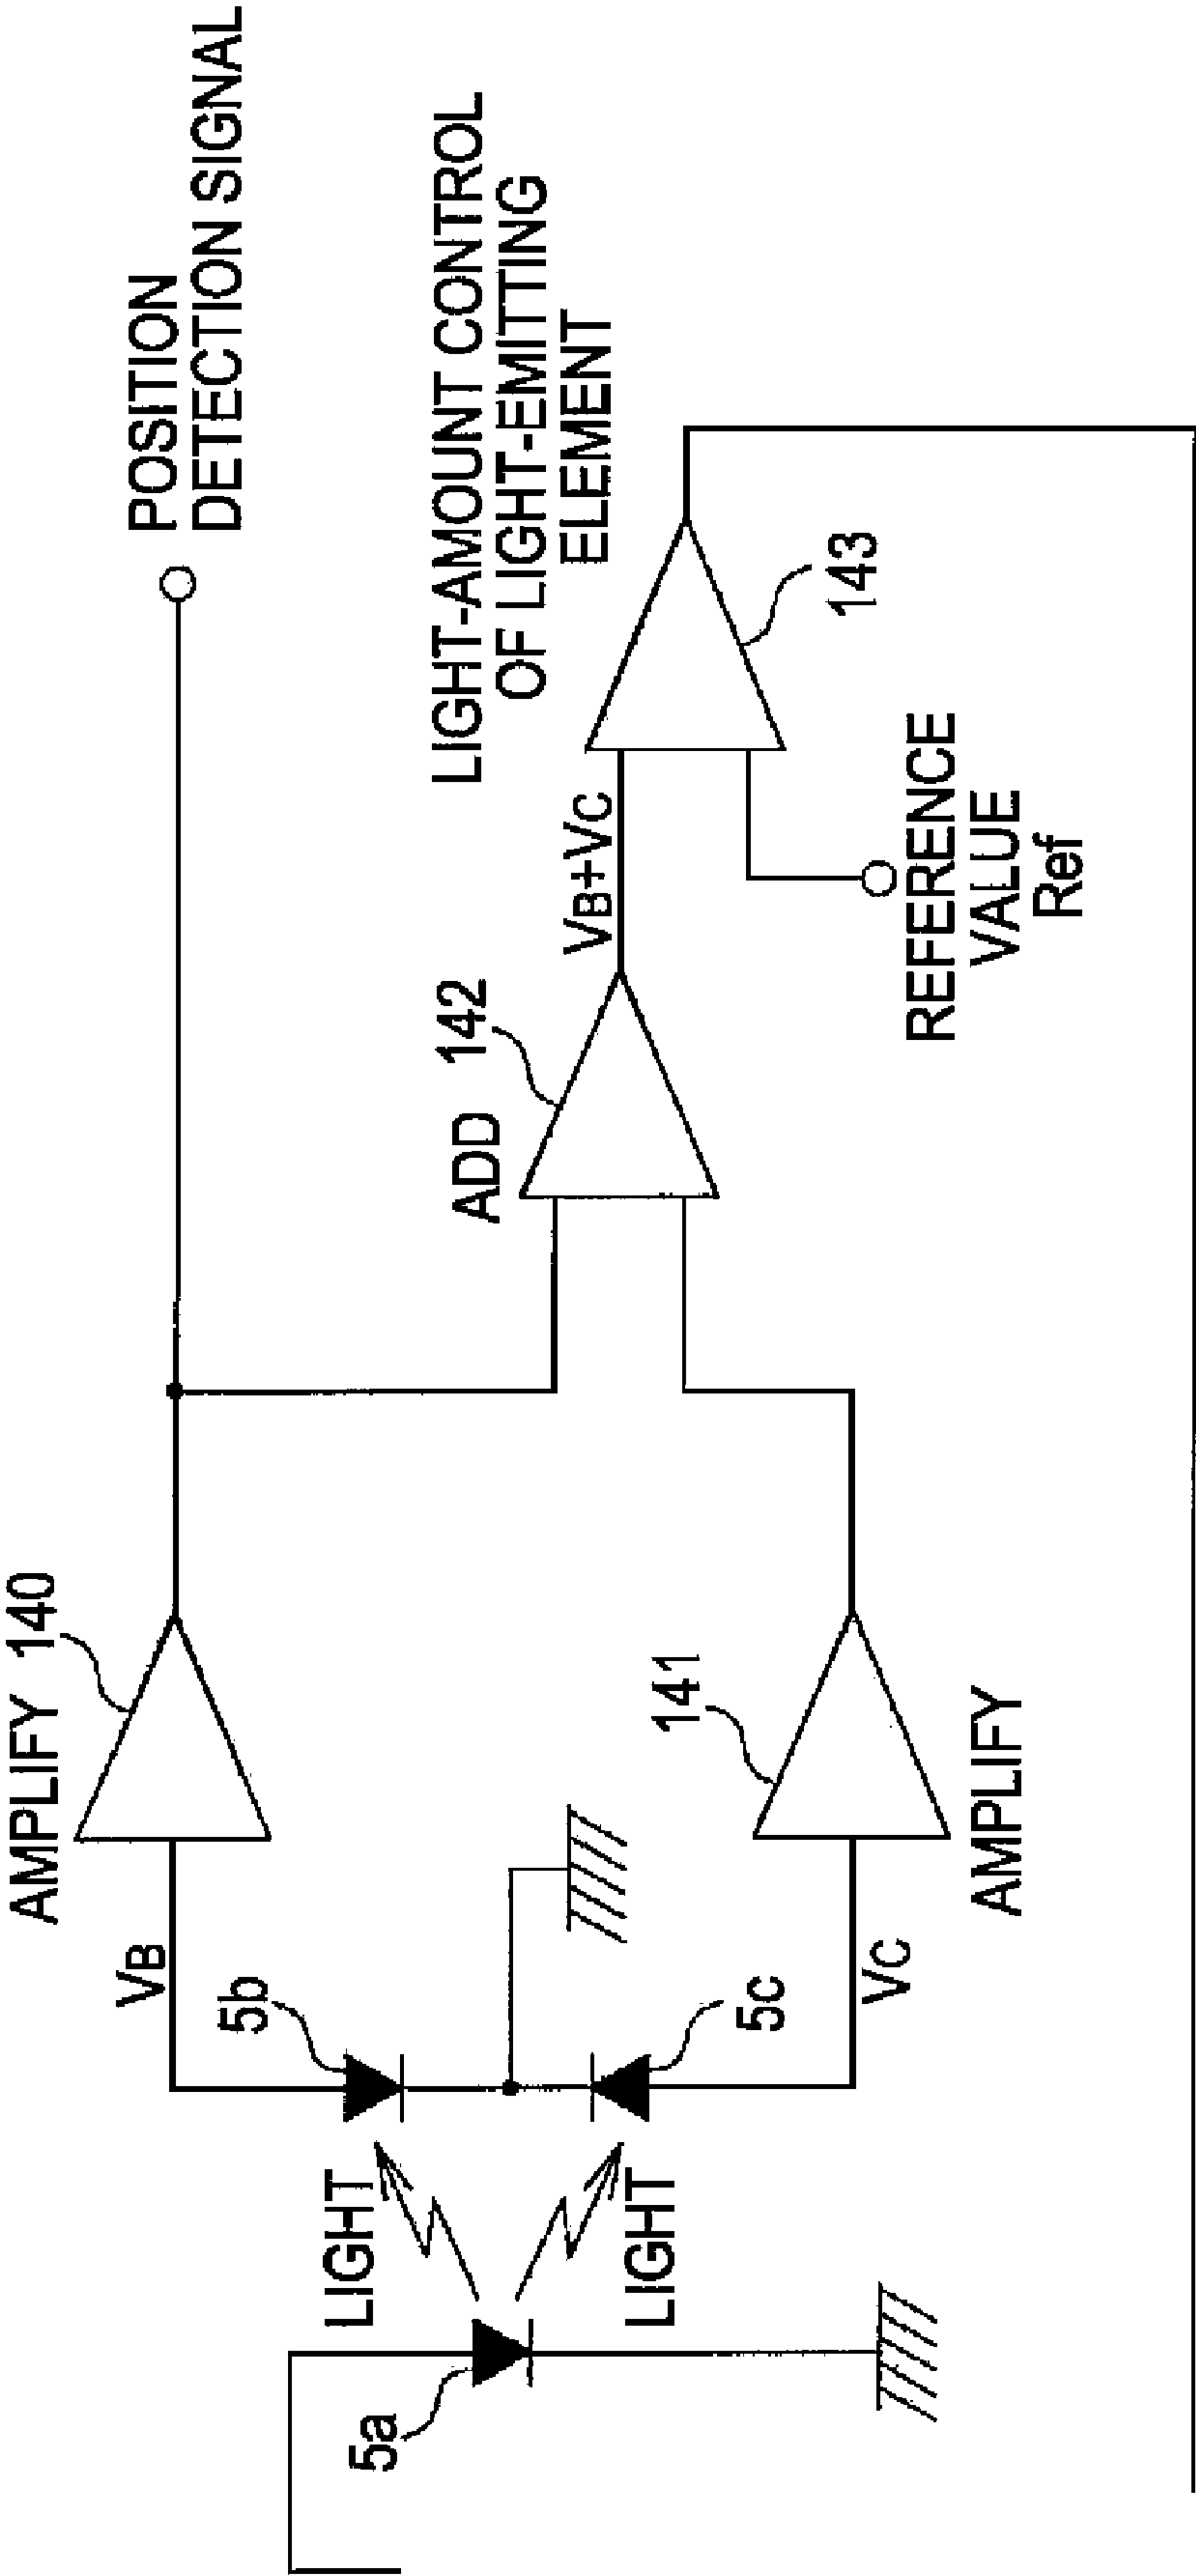 POSITION
DETECTION SIGNAL
AMPLIFY 140
VB
5b
LIGHT
5a
LIGHT
5c
VC
141
AMPLIFY
ADD 142
VB+VC
LIGHT-AMOUNT CONTROL
OF LIGHT-EMITTING
ELEMENT
143
REFERENCE
VALUE
Ref